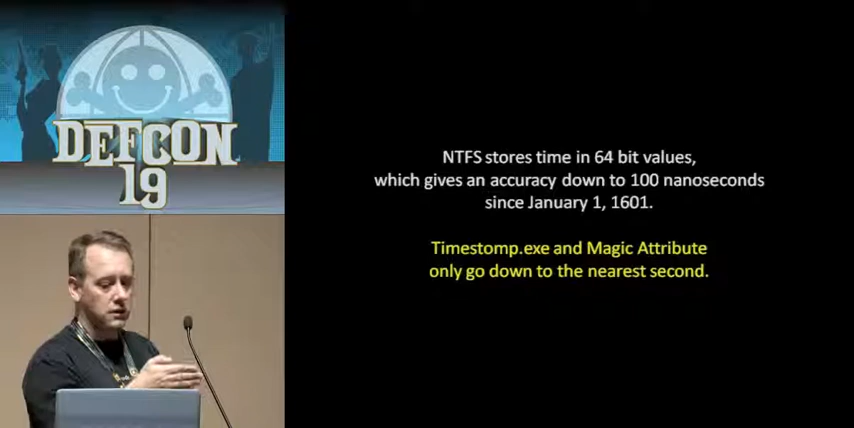 DEFCON
19
NTFS stores time in 64 bit values,
which gives an accuracy down to 100 nanoseconds
since January 1, 1601.
Timestomp.exe and Magic Attribute
only go down to the nearest second.